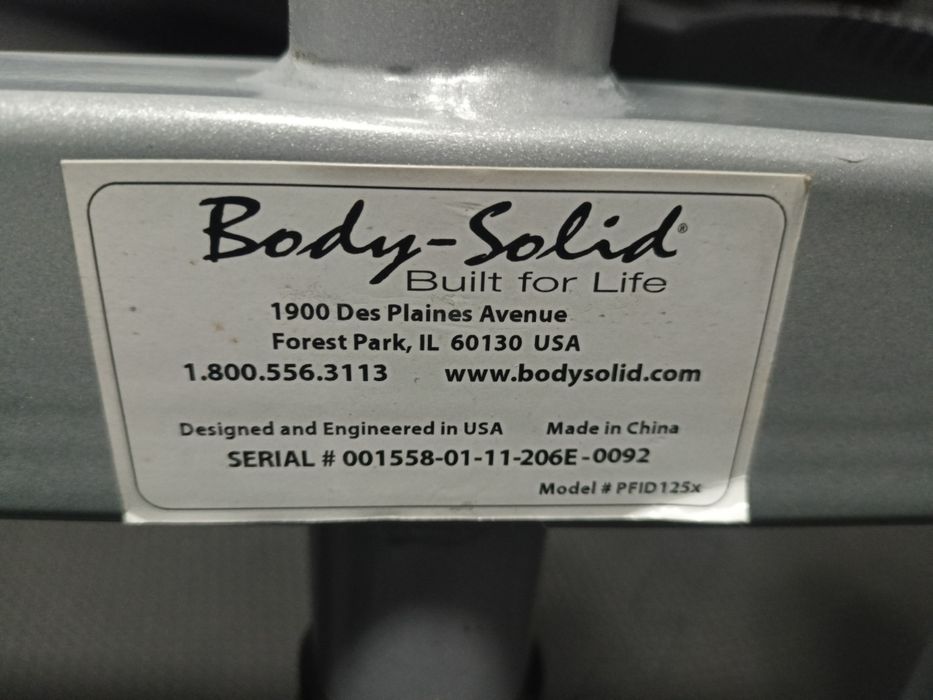 Body-Solid®
Built for Life
1900 Des Plaines Avenue
Forest Park, IL 60130 USA
1.800.556.3113 www.bodysolid.com
Designed and Engineered in USA Made in China
SERIAL # 001558-01-11-206E-0092
Model # PFID125x